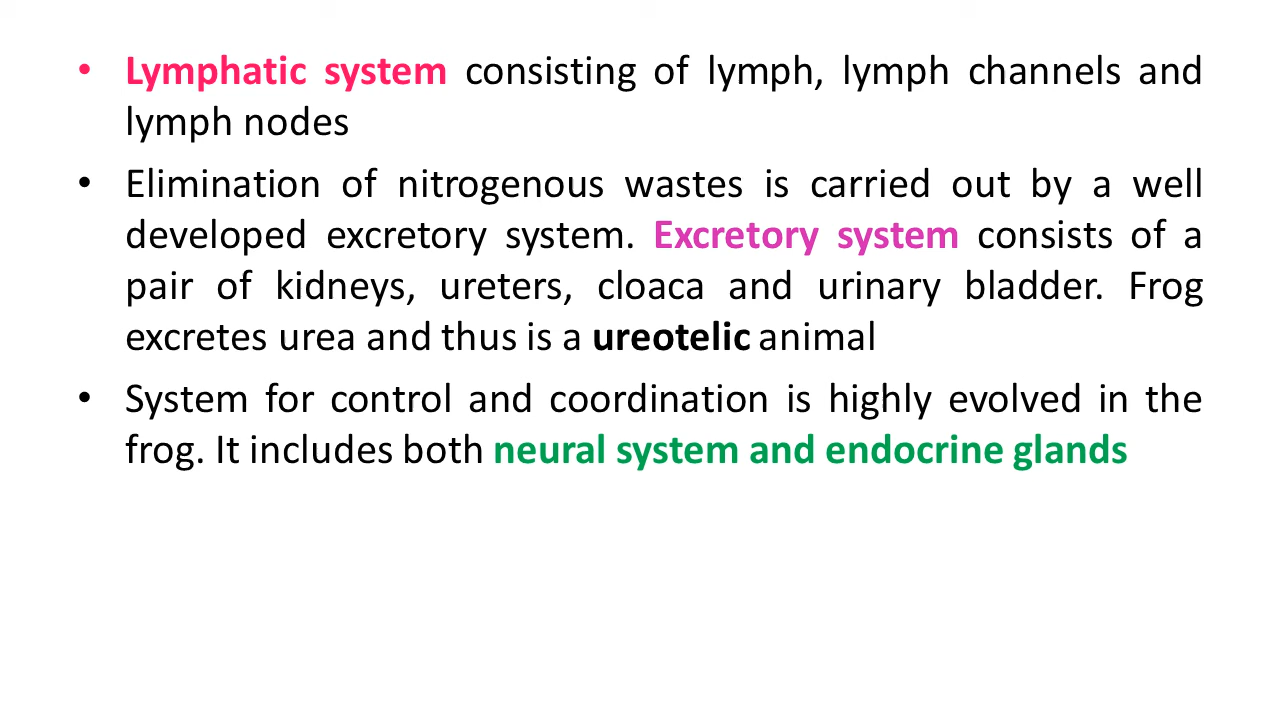 • Lymphatic system consisting of lymph, lymph channels and
lymph nodes
• Elimination of nitrogenous wastes is carried out by a well
developed excretory system. Excretory system consists of a
pair of kidneys, ureters, cloaca and urinary bladder. Frog
excretes urea and thus is a ureotelic animal
• System for control and coordination is highly evolved in the
frog. It includes both neural system and endocrine glands